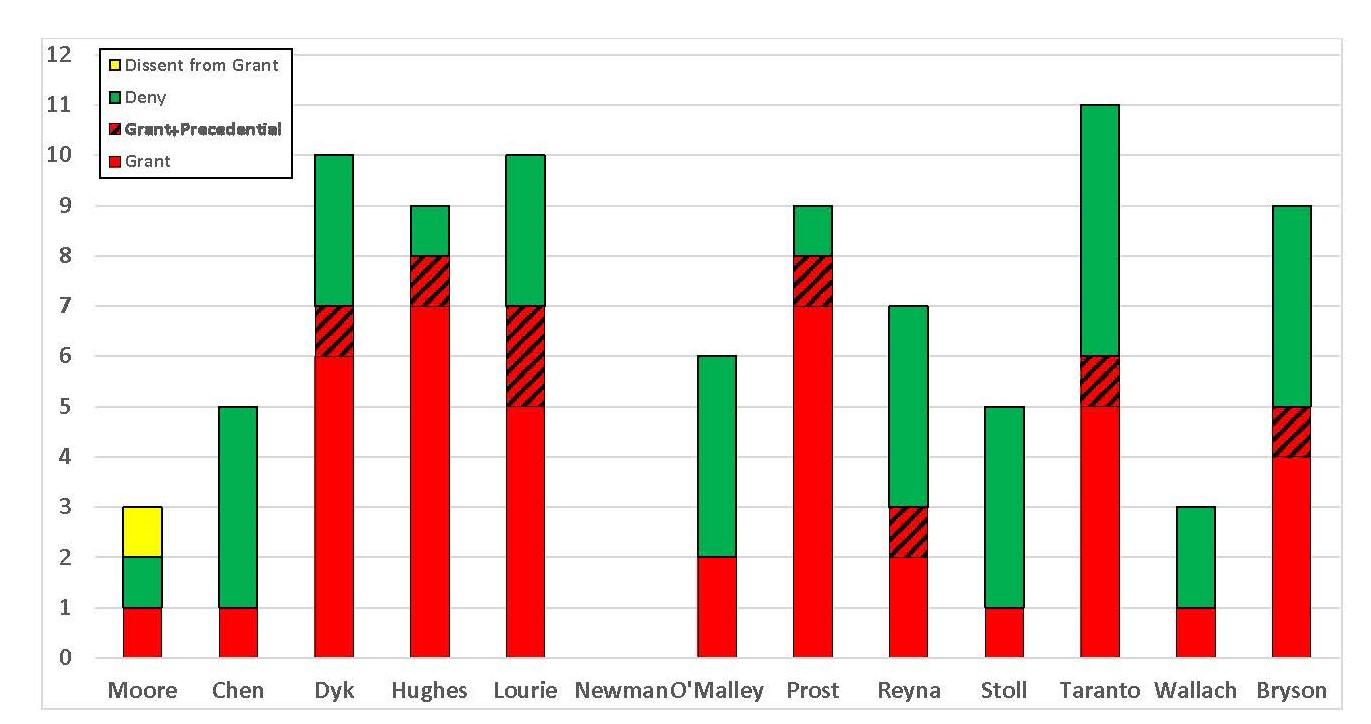 12
11
10
9
8
7
6
5
4
3
2
1
0
Dissent from Grant
Deny
Grant+Precedential
Grant
Moore Chen Dyk Hughes Lourie Newman O'Malley Prost Reyna Stoll Taranto Wallach Bryson